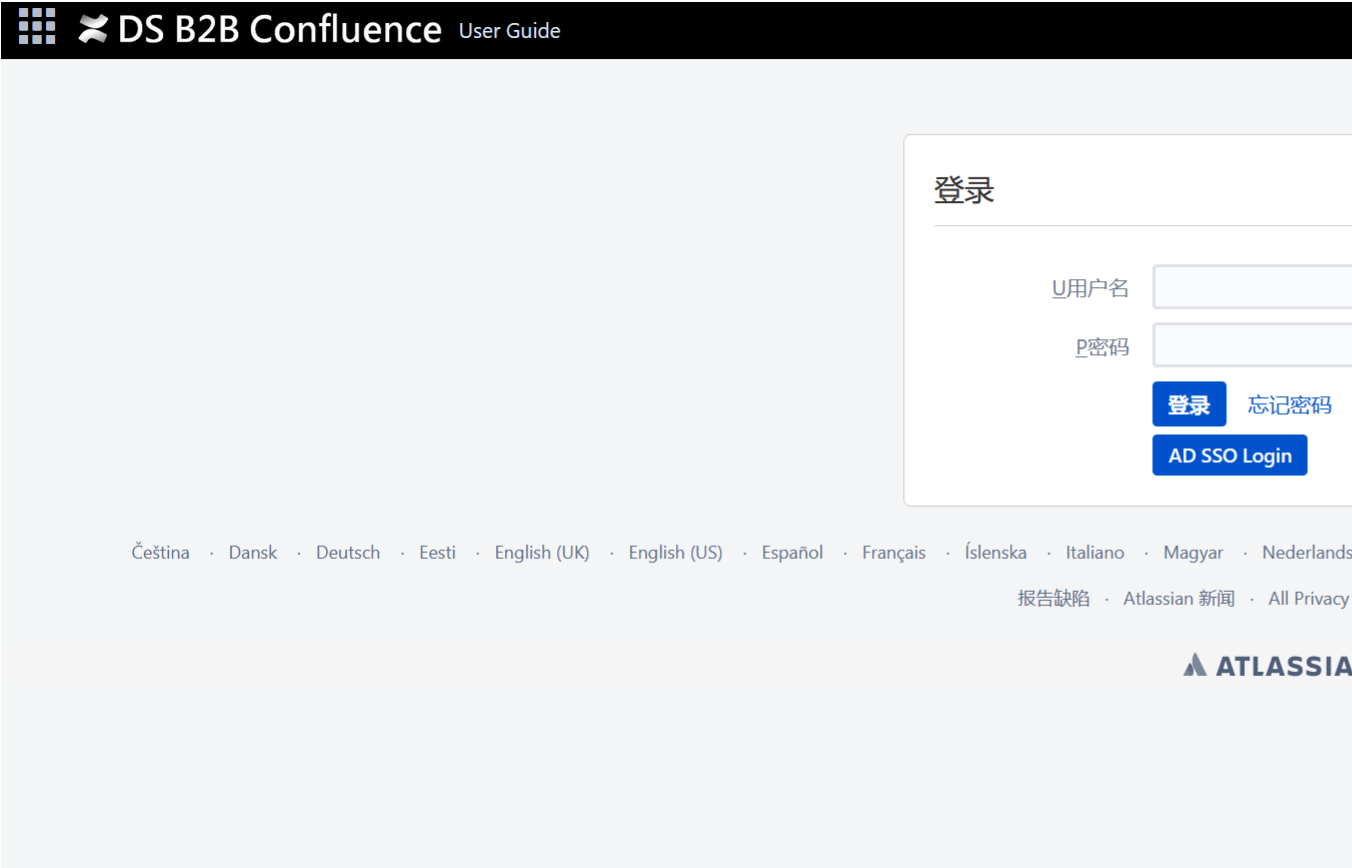 DS B2B Confluence User Guide
登录
U用户名
P密码
登录 忘记密码
AD SSO Login
Čeština · Dansk · Deutsch · Eesti · English (UK) · English (US) · Español · Français · Íslenska · Italiano · Magyar · Nederlands
报告缺陷 · Atlassian 新闻 · All Privacy
ATLASSIA